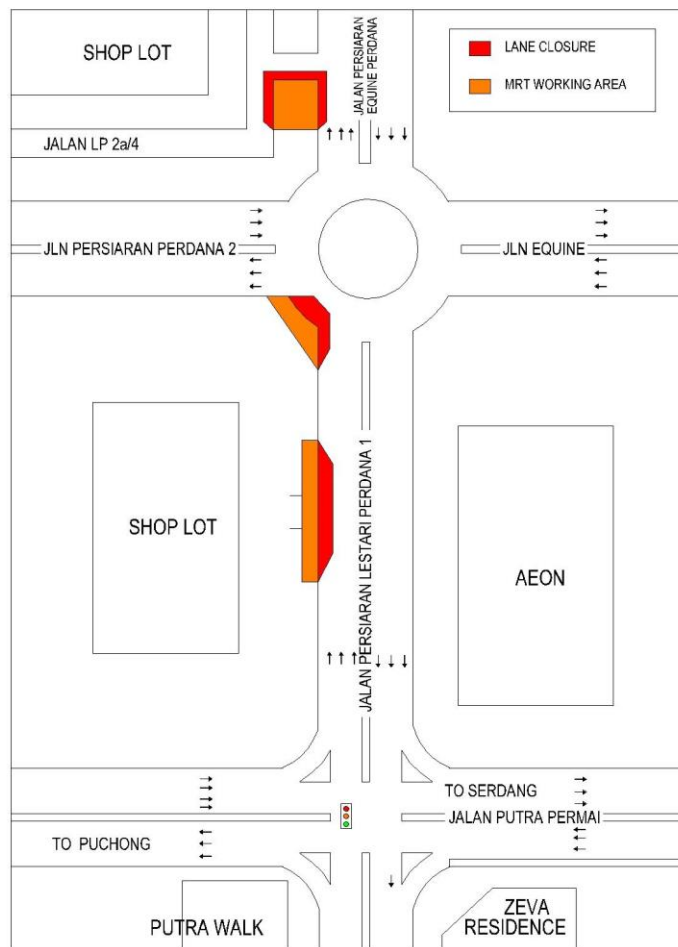 SHOP LOT
JALAN PERSIARAN
EQUINE PERDANA
LANE CLOSURE
MRT WORKING AREA
JALAN LP 2a/4
JLN PERSIARAN PERDANA 2
JLN EQUINE
JALAN PERSIARAN LESTARI PERDANA 1
SHOP LOT
AEON
TO SERDANG
JALAN PUTRA PERMAI
TO PUCHONG
PUTRA WALK
ZEVA
RESIDENCE